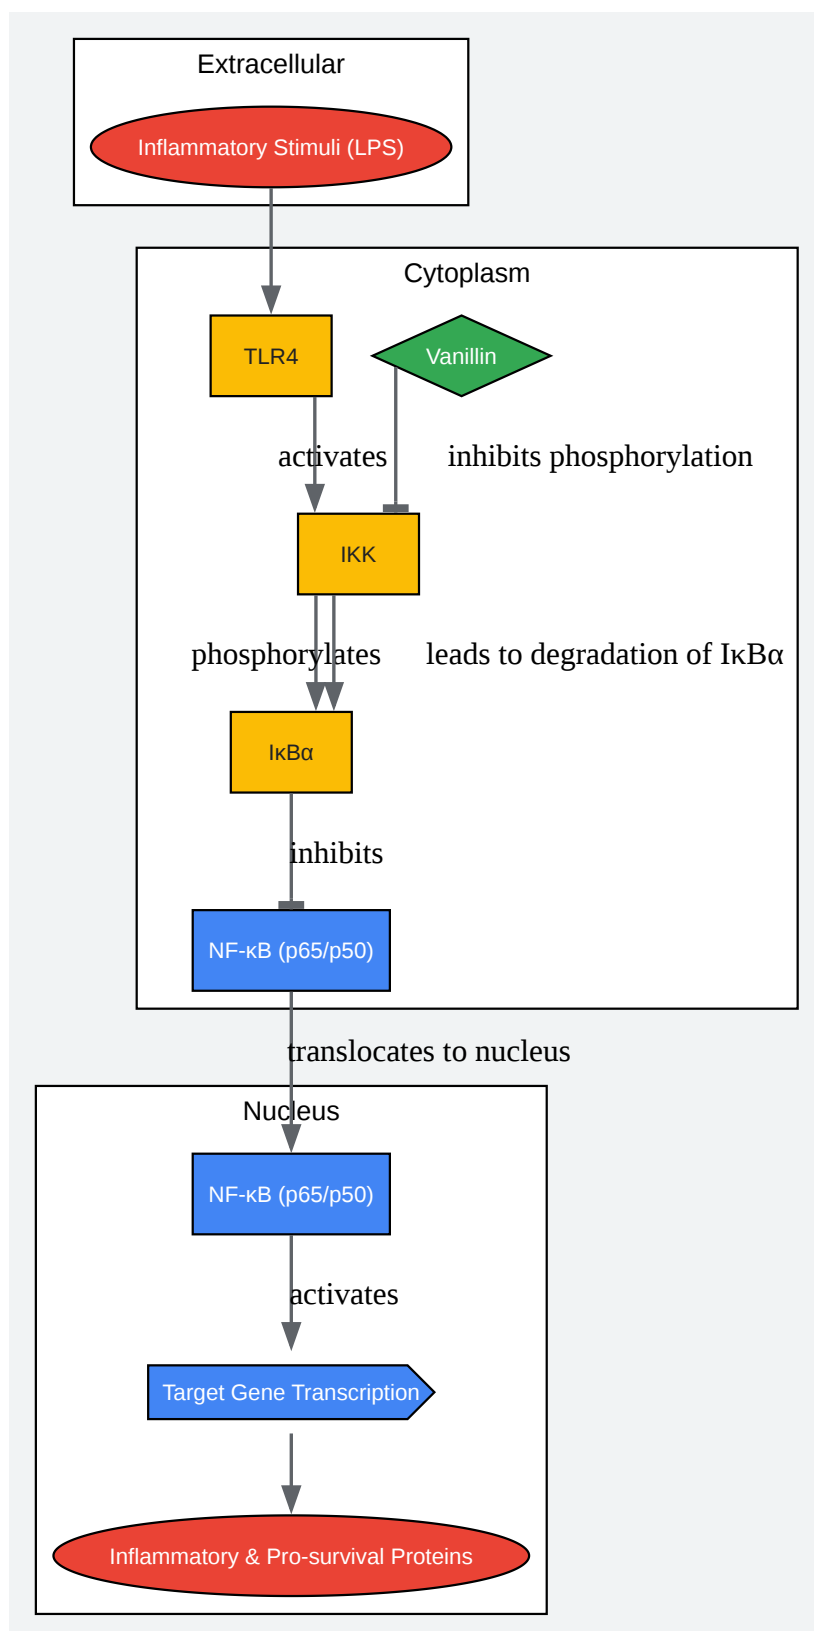 Extracellular
Inflammatory Stimuli (LPS)
Cytoplasm
TLR4
Vanillin
activates
inhibits phosphorylation
IKK
phosphorylates
leads to degradation of IκBα
IκBα
inhibits
NF-κB (p65/p50)
translocates to nucleus
Nucleus
NF-κB (p65/p50)
activates
Target Gene Transcription
Inflammatory & Pro-survival Proteins